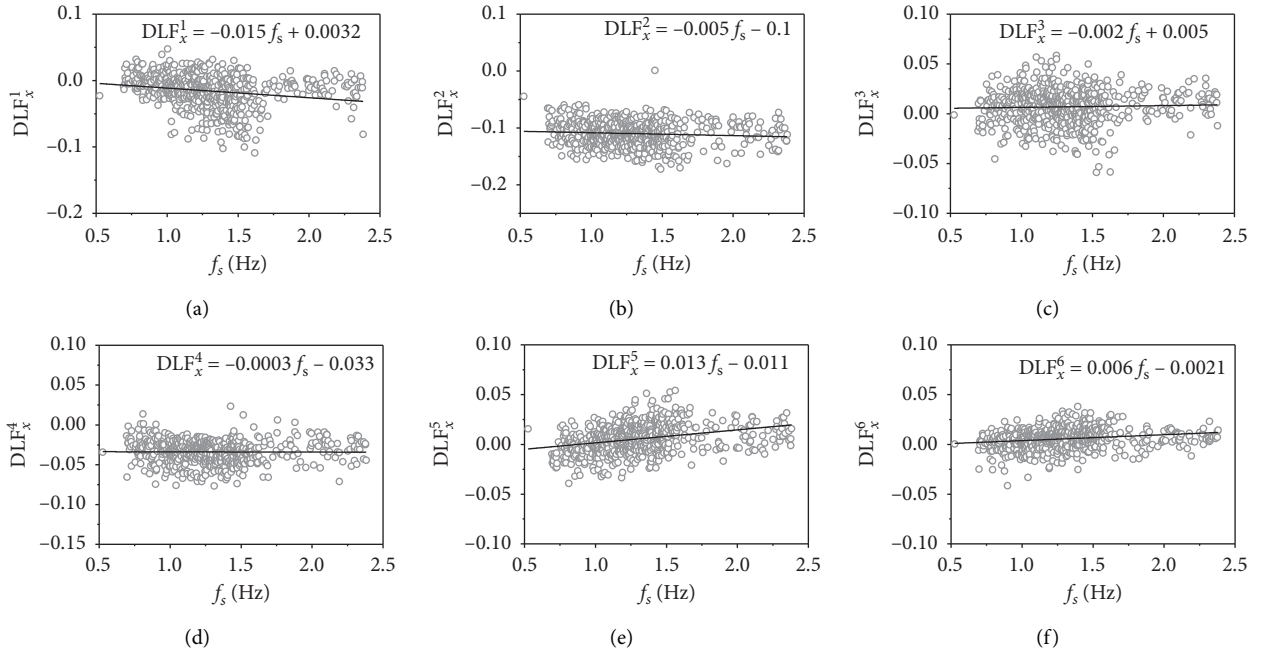 0.1
0.0
–0.1
–0.2
DLF_x^1
DLF_x^1 = –0.015 f_s + 0.0032
0.5 1.0 1.5 2.0 2.5
f_s (Hz)
(a)
0.1
0.0
–0.1
–0.2
DLF_x^2
DLF_x^2 = –0.005 f_s – 0.1
0.5 1.0 1.5 2.0 2.5
f_s (Hz)
(b)
0.10
0.05
0.00
–0.05
–0.10
DLF_x^3
DLF_x^3 = –0.002 f_s + 0.005
0.5 1.0 1.5 2.0 2.5
f_s (Hz)
(c)
0.10
0.05
0.00
–0.05
–0.10
–0.15
DLF_x^4
DLF_x^4 = –0.0003 f_s – 0.033
0.5 1.0 1.5 2.0 2.5
f_s (Hz)
(d)
0.10
0.05
0.00
–0.05
–0.10
DLF_x^5
DLF_x^5 = 0.013 f_s – 0.011
0.5 1.0 1.5 2.0 2.5
f_s (Hz)
(e)
0.10
0.05
0.00
–0.05
–0.10
DLF_x^6
DLF_x^6 = 0.006 f_s – 0.0021
0.5 1.0 1.5 2.0 2.5
f_s (Hz)
(f)